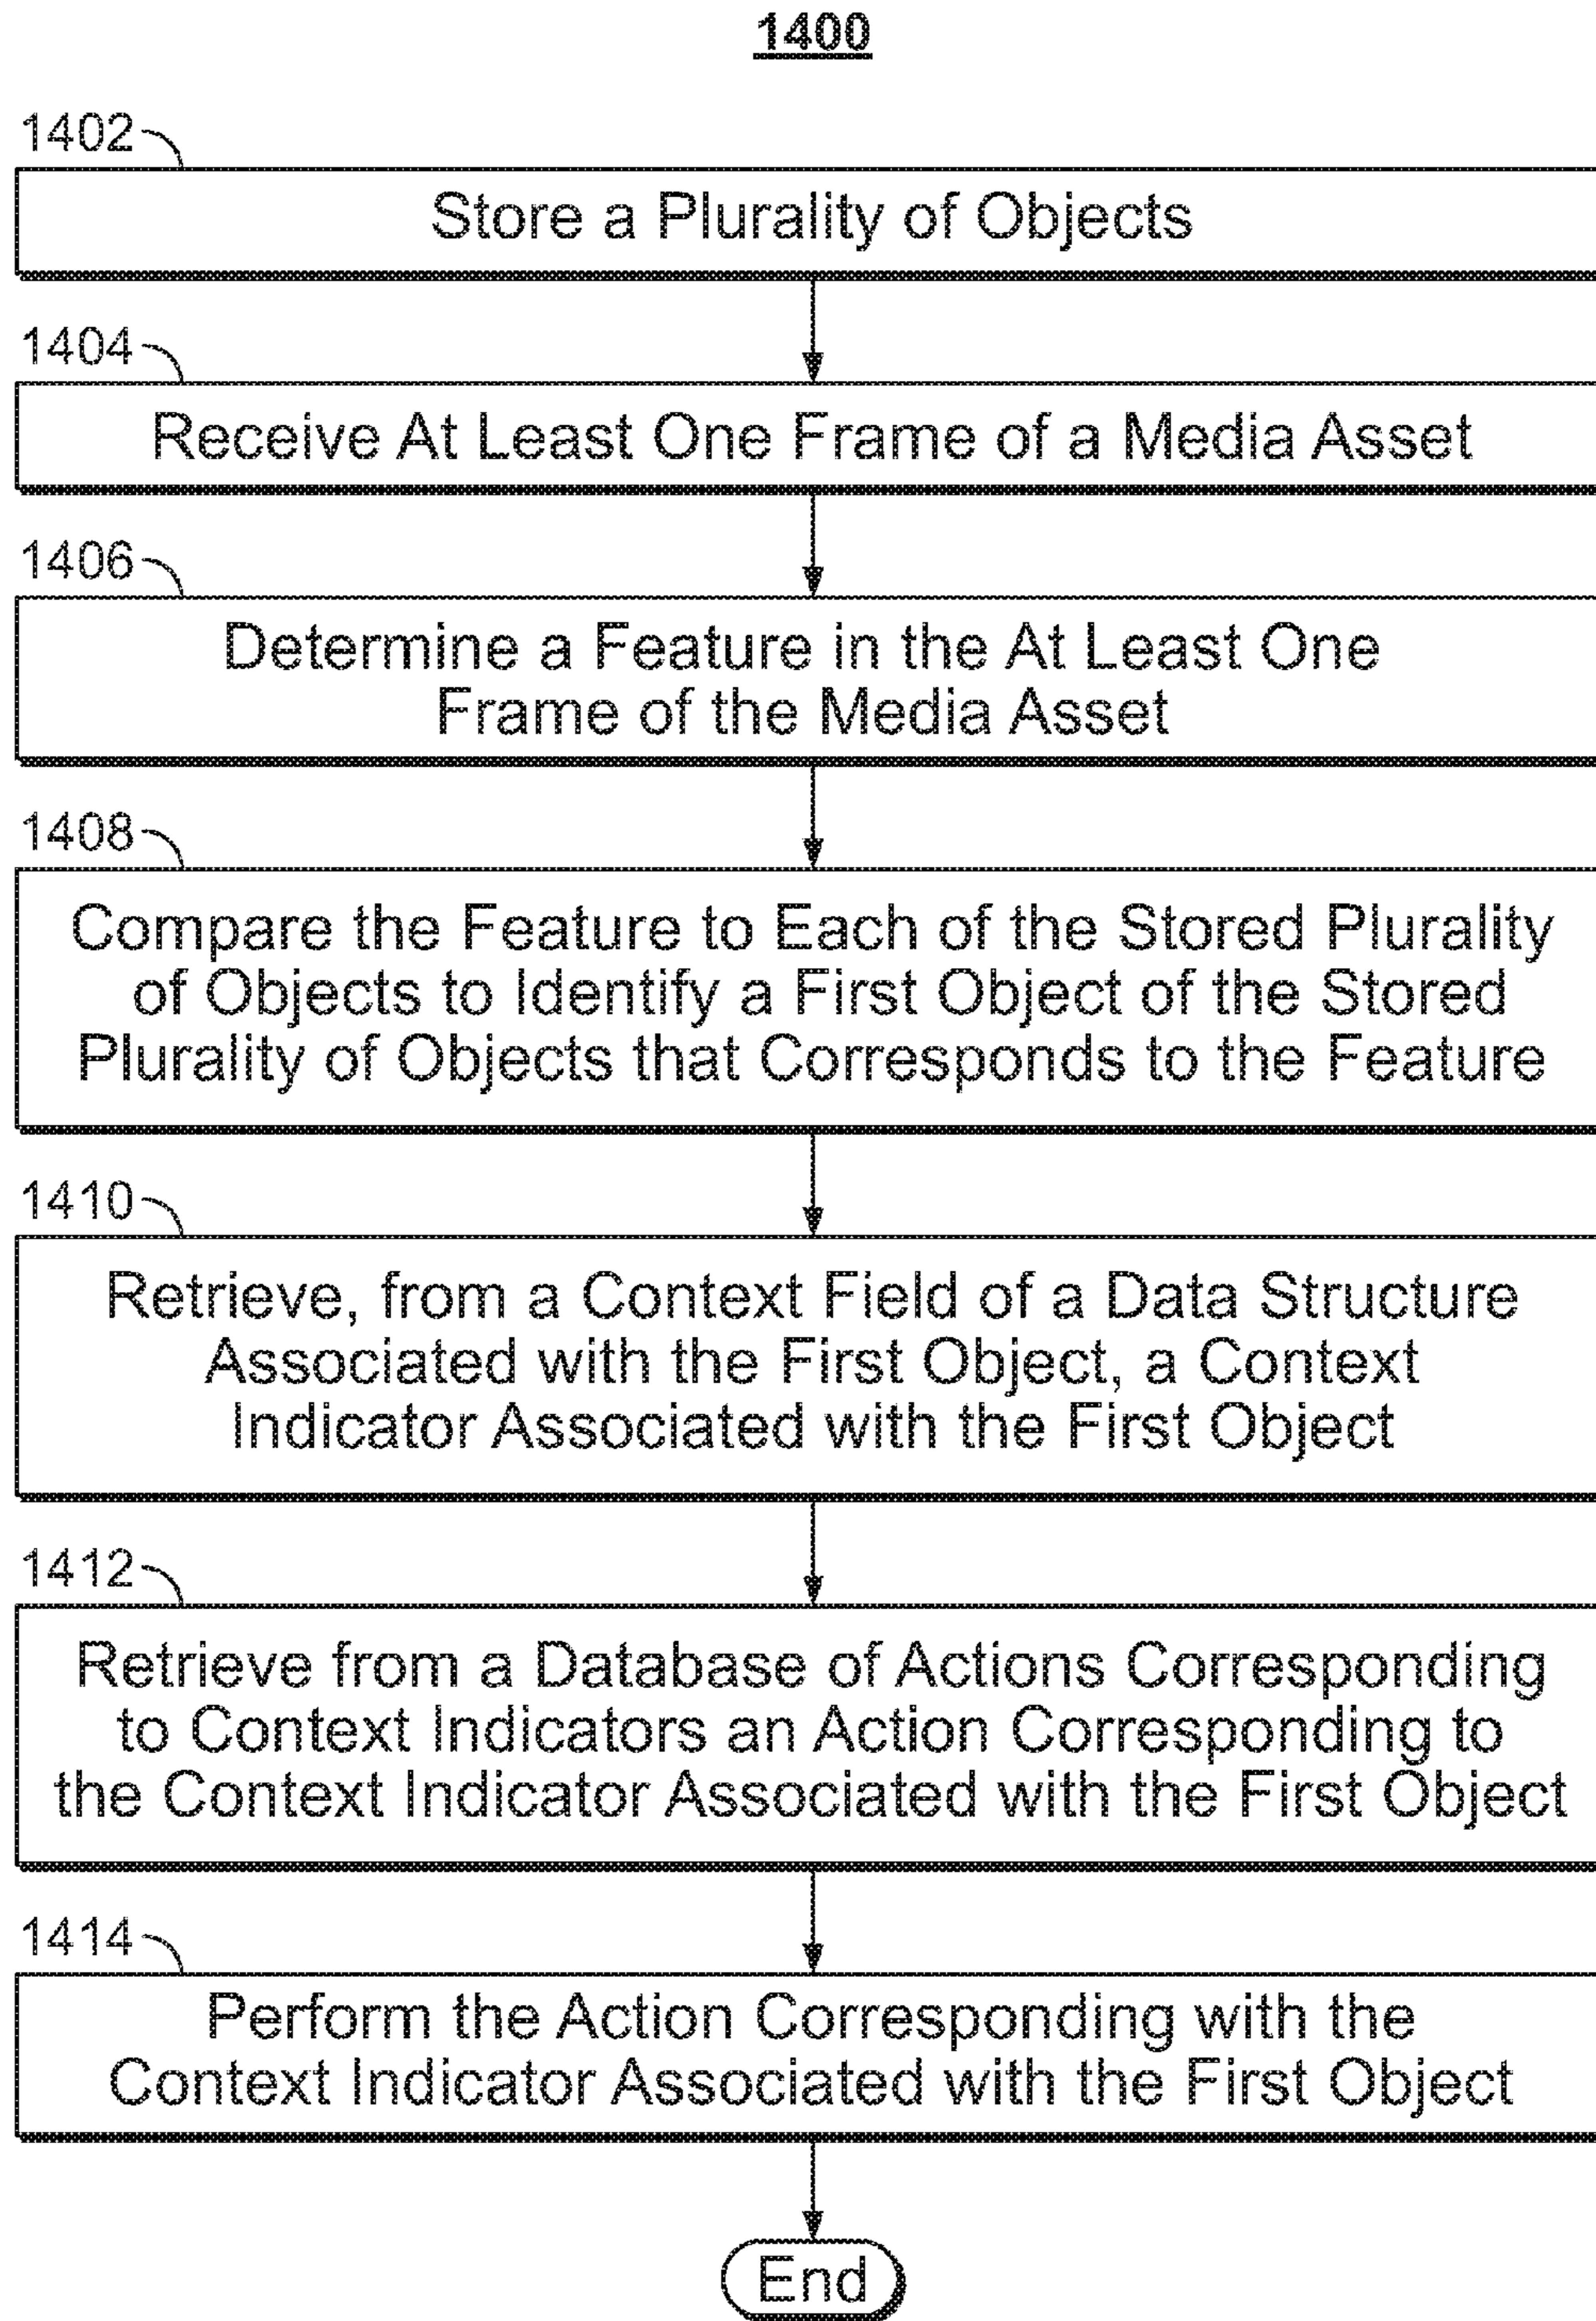 1400
1402
Store a Plurality of Objects
1404
Receive At Least One Frame of a Media Asset
1406
Determine a Feature in the At Least One
Frame of the Media Asset
1408
Compare the Feature to Each of the Stored Plurality
of Objects to Identify a First Object of the Stored
Plurality of Objects that Corresponds to the Feature
1410
Retrieve, from a Context Field of a Data Structure
Associated with the First Object, a Context
Indicator Associated with the First Object
1412
Retrieve from a Database of Actions Corresponding
to Context Indicators an Action Corresponding to
the Context Indicator Associated with the First Object
1414
Perform the Action Corresponding with the
Context Indicator Associated with the First Object
End